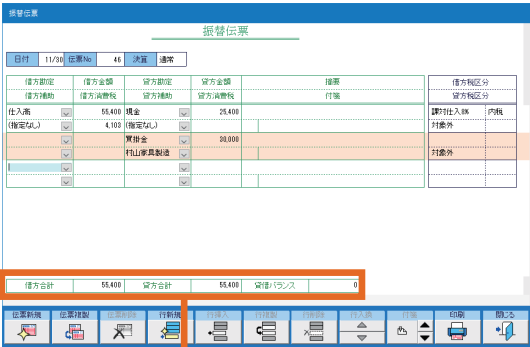 振替伝票
振替伝票
日付 11/30 伝票No 46 決算 通常
借方勘定 借方金額 貸方勘定 貸方金額 摘要 借方税区分
借方補助 借方消費税 貸方補助 貸方消費税 付箋 貸方税区分
仕入高 55,400 現金 25,400 課対仕入8% 内税
(指定なし) 4,103 (指定なし) 対象外
買掛金 30,000
村山家具製造 対象外
借方合計 55,400 貸方合計 55,400 貸借バランス 0
伝票新規 伝票複製 伝票削除 行新規 行挿入 行複製 行削除 行入替 付箋 印刷 閉じる